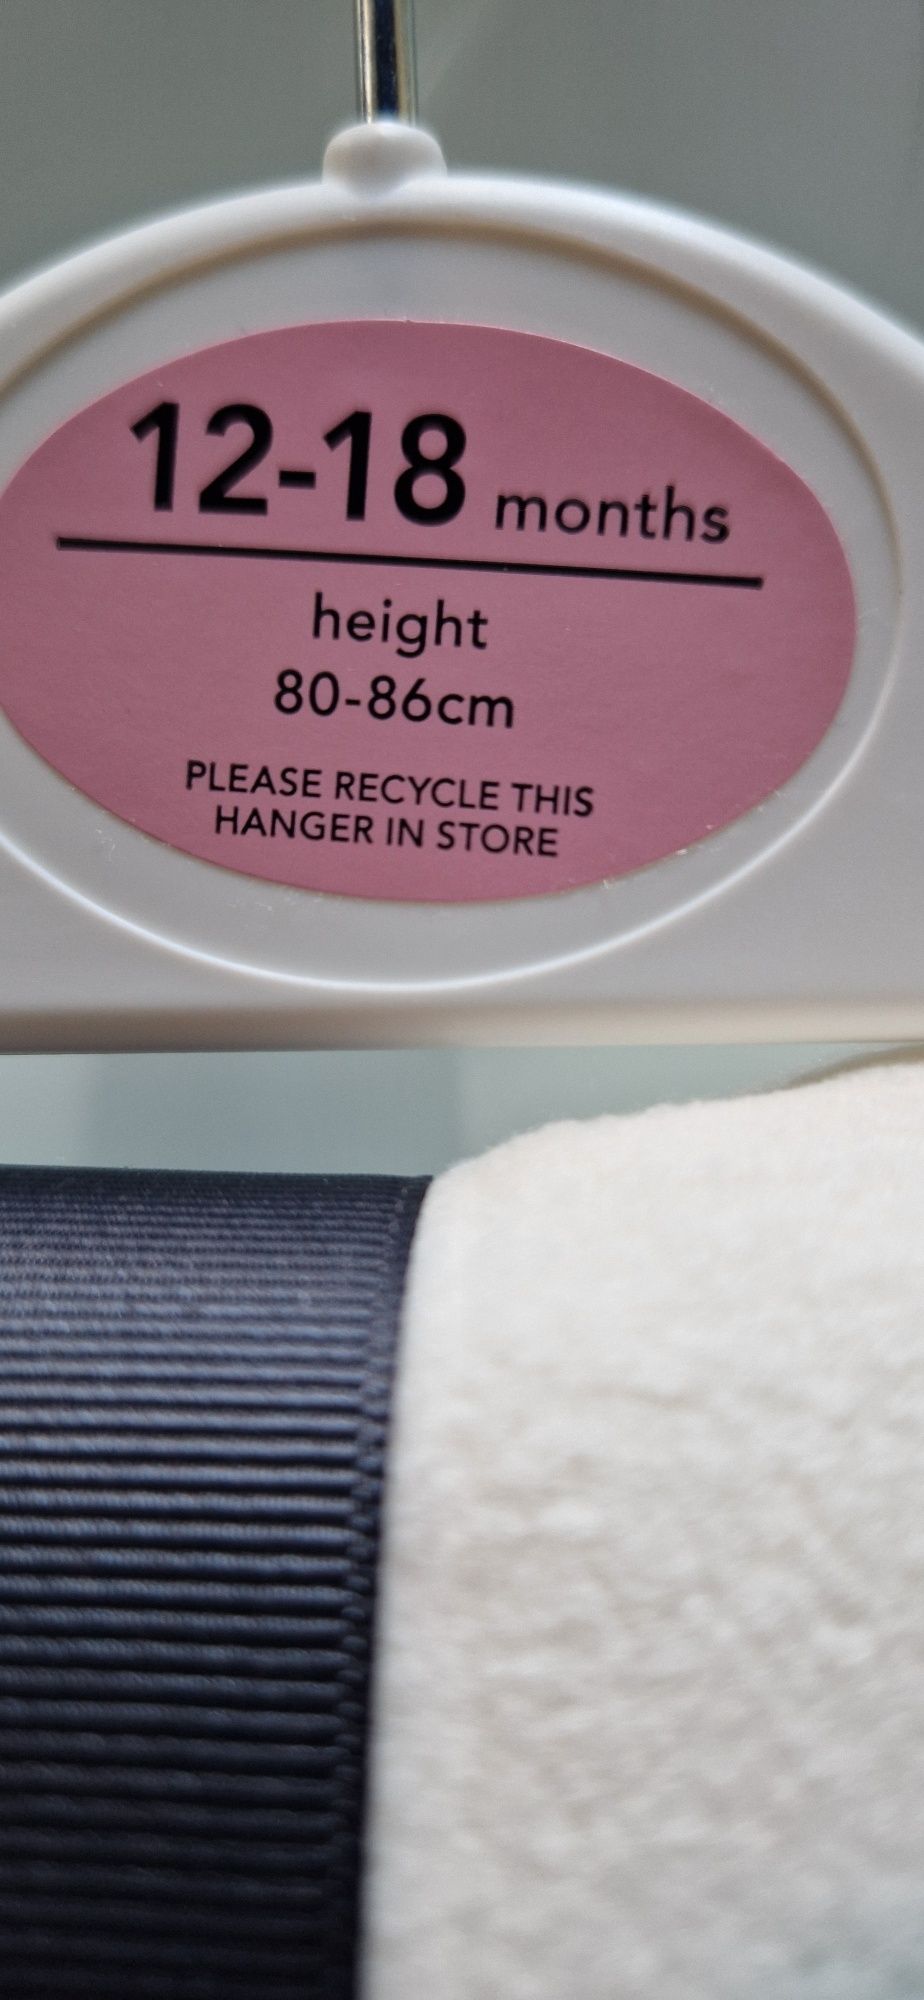 12-18 months
height
80-86cm
PLEASE RECYCLE THIS
HANGER IN STORE